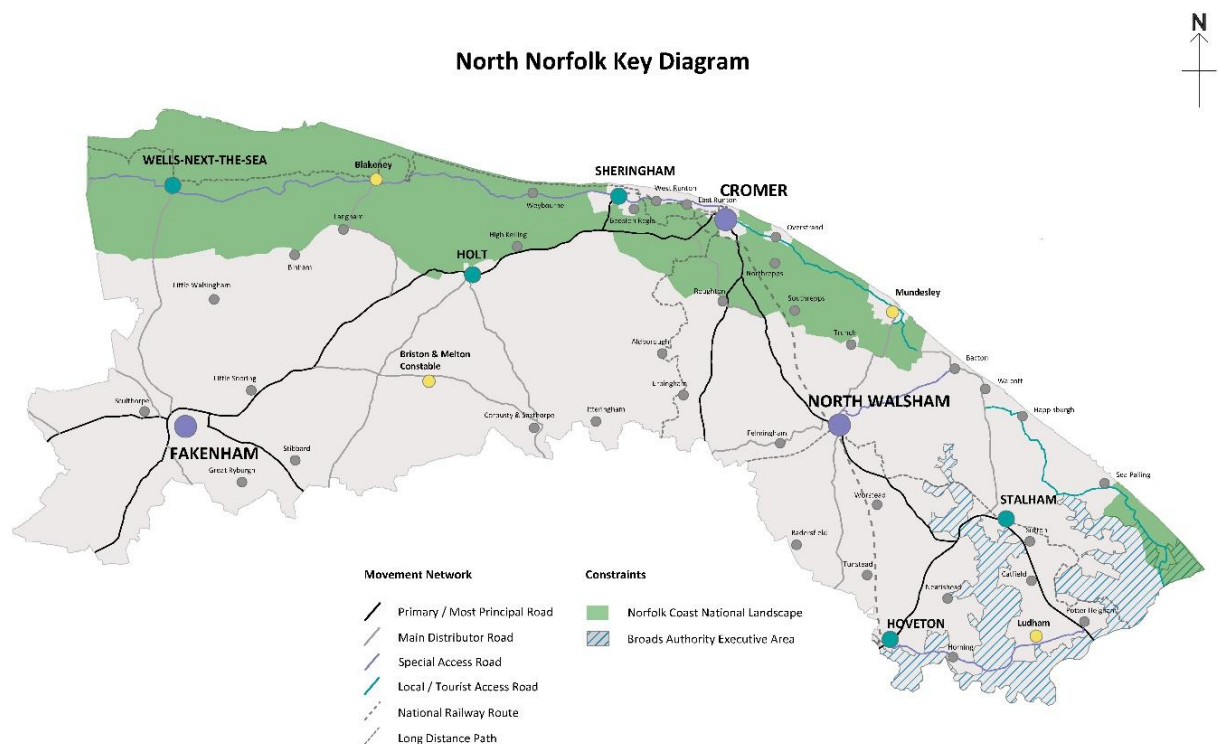 N
North Norfolk Key Diagram
WELLS-NEXT-THE-SEA
Blakeney
SHERINGHAM
West Runton
East Runton
CROMER
Weybourne
Beeston Regis
Langham
High Kelling
Overstrand
Binham
HOLT
Northrepps
Little Walsingham
Roughton
Southrepps
Mundesley
Trunch
Aldborough
Bacton
Briston & Melton
Constable
Little Snoring
Erpingham
Walcott
Sculthorpe
NORTH WALSHAM
Happisburgh
Corpusty & Saxthorpe
Itteringham
FAKENHAM
Felmingham
Stibbard
Great Ryburgh
Sea Palling
STALHAM
Worstead
Badersfield
Sutton
Tunstead
Catfield
Neatishead
Potter Heigham
HOVETON
Ludham
Horning
Movement Network
Primary / Most Principal Road
Main Distributor Road
Special Access Road
Local / Tourist Access Road
National Railway Route
Long Distance Path
Constraints
Norfolk Coast National Landscape
Broads Authority Executive Area